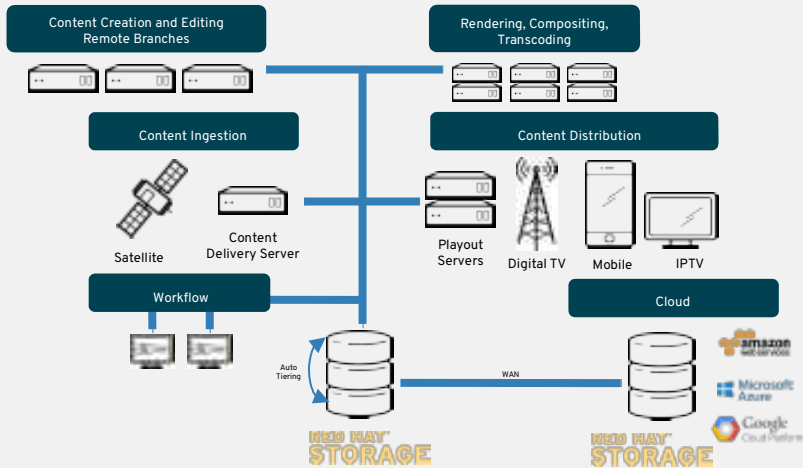 Content Creation and Editing
Remote Branches
Rendering, Compositing,
Transcoding
Content Ingestion
Content Distribution
Satellite
Content
Delivery Server
Playout
Servers
Digital TV
Mobile
IPTV
Workflow
Cloud
Auto
Tiering
WAN
amazon
web services
Microsoft
Azure
Google
Cloud Platform
RED HAT
STORAGE
RED HAT
STORAGE